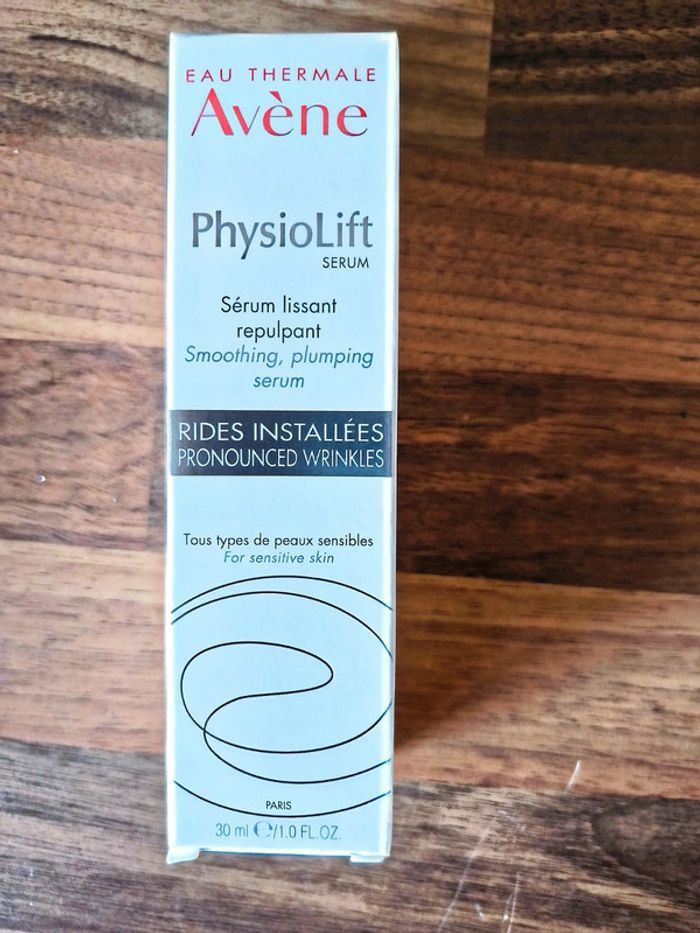 EAU THERMALE
Avène
PhysioLift
SERUM
Sérum lissant
repulpant
Smoothing, plumping
serum
RIDES INSTALLÉES
PRONOUNCED WRINKLES
Tous types de peaux sensibles
For sensitive skin
PARIS
30 ml ℮/1.0 FL.OZ.